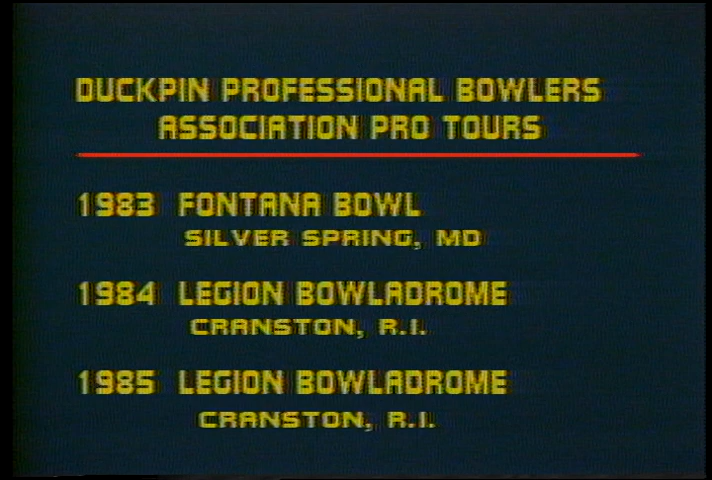 DUCKPIN PROFESSIONAL BOWLERS
ASSOCIATION PRO TOURS
1983 FONTANA BOWL
SILVER SPRING, MD
1984 LEGION BOWLADROME
CRANSTON, R.I.
1985 LEGION BOWLADROME
CRANSTON, R.I.